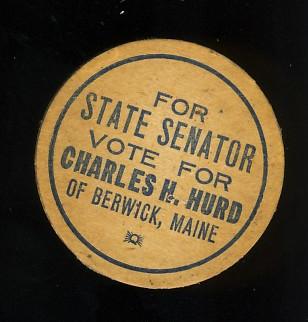 FOR
STATE SENATOR
VOTE FOR
CHARLES H. HURD
OF BERWICK, MAINE